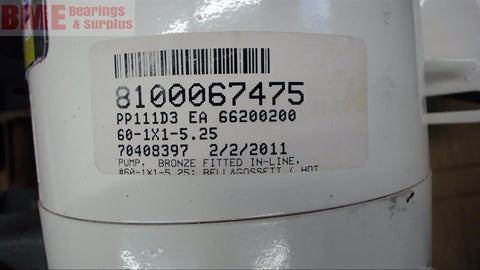 BME Bearings
& Surplus
8100067475
PP111D3 EA 66200200
60-1X1-5.25
70408397 2/2/2011
PUMP, BRONZE FITTED IN-LINE,
#60-1X1-5.25; BELL&GOSSETT ( HOT